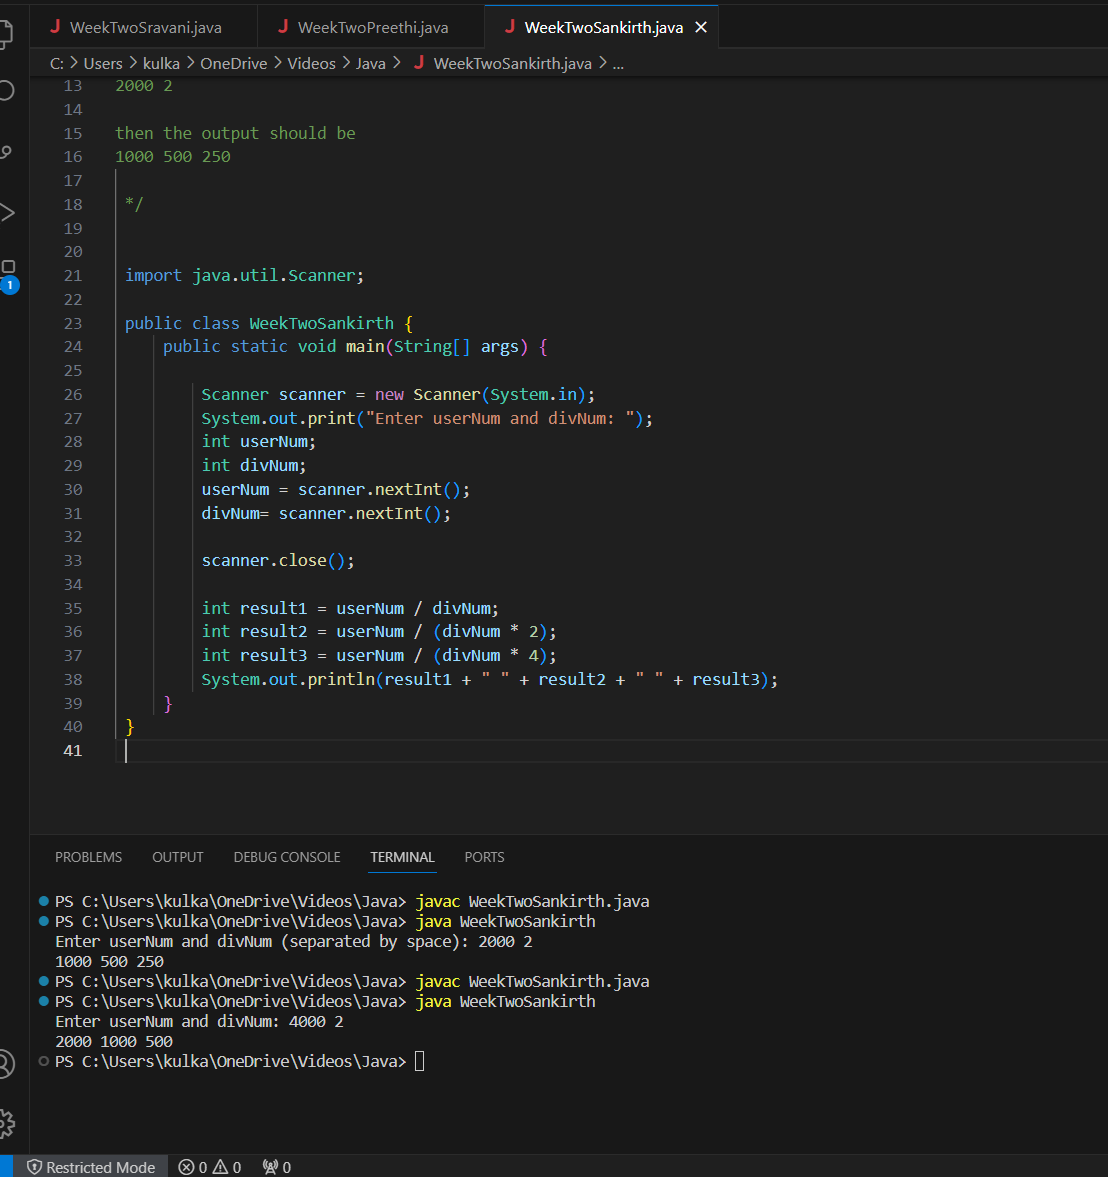 WeekTwoSravani.java WeekTwoPreethi.java WeekTwoSankirth.java
C: > Users > kulka > OneDrive > Videos > Java > WeekTwoSankirth.java > ...
13 2000 2
14
15 then the output should be
16 1000 500 250
17
18 */
19
20
21 import java.util.Scanner;
22
23 public class WeekTwoSankirth {
24 public static void main(String[] args) {
25
26 Scanner scanner = new Scanner(System.in);
27 System.out.print("Enter userNum and divNum: ");
28 int userNum;
29 int divNum;
30 userNum = scanner.nextInt();
31 divNum= scanner.nextInt();
32
33 scanner.close();
34
35 int result1 = userNum / divNum;
36 int result2 = userNum / (divNum * 2);
37 int result3 = userNum / (divNum * 4);
38 System.out.println(result1 + " " + result2 + " " + result3);
39 }
40 }
41
1
PROBLEMS OUTPUT DEBUG CONSOLE TERMINAL PORTS
PS C:\Users\kulka\OneDrive\Videos\Java> javac WeekTwoSankirth.java
PS C:\Users\kulka\OneDrive\Videos\Java> java WeekTwoSankirth
Enter userNum and divNum (separated by space): 2000 2
1000 500 250
PS C:\Users\kulka\OneDrive\Videos\Java> javac WeekTwoSankirth.java
PS C:\Users\kulka\OneDrive\Videos\Java> java WeekTwoSankirth
Enter userNum and divNum: 4000 2
2000 1000 500
PS C:\Users\kulka\OneDrive\Videos\Java>
Restricted Mode 0 0 0